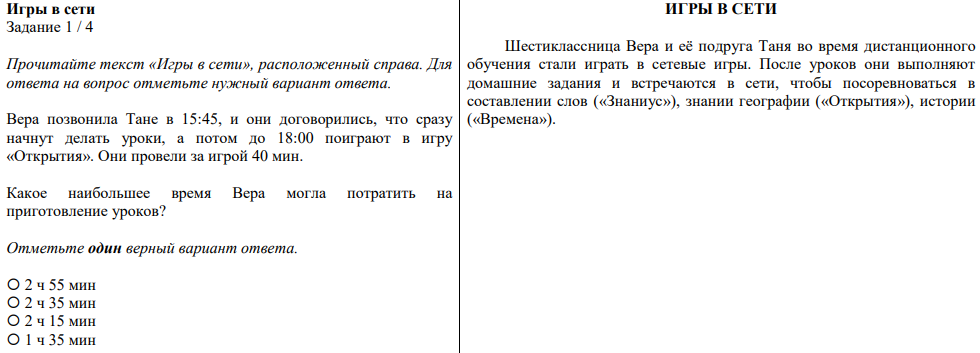 Игры в сети
Задание 1 / 4
Прочитайте текст «Игры в сети», расположенный справа. Для
ответа на вопрос отметьте нужный вариант ответа.
Вера позвонила Тане в 15:45, и они договорились, что сразу
начнут делать уроки, а потом до 18:00 поиграют в игру
«Открытия». Они провели за игрой 40 мин.
Какое наибольшее время Вера могла потратить на
приготовление уроков?
Отметьте один верный вариант ответа.
2 ч 55 мин
2 ч 35 мин
2 ч 15 мин
1 ч 35 мин
ИГРЫ В СЕТИ
Шестиклассница Вера и её подруга Таня во время дистанционного
обучения стали играть в сетевые игры. После уроков они выполняют
домашние задания и встречаются в сети, чтобы посоревноваться в
составлении слов («Знаниус»), знании географии («Открытия»), истории
(«Времена»).